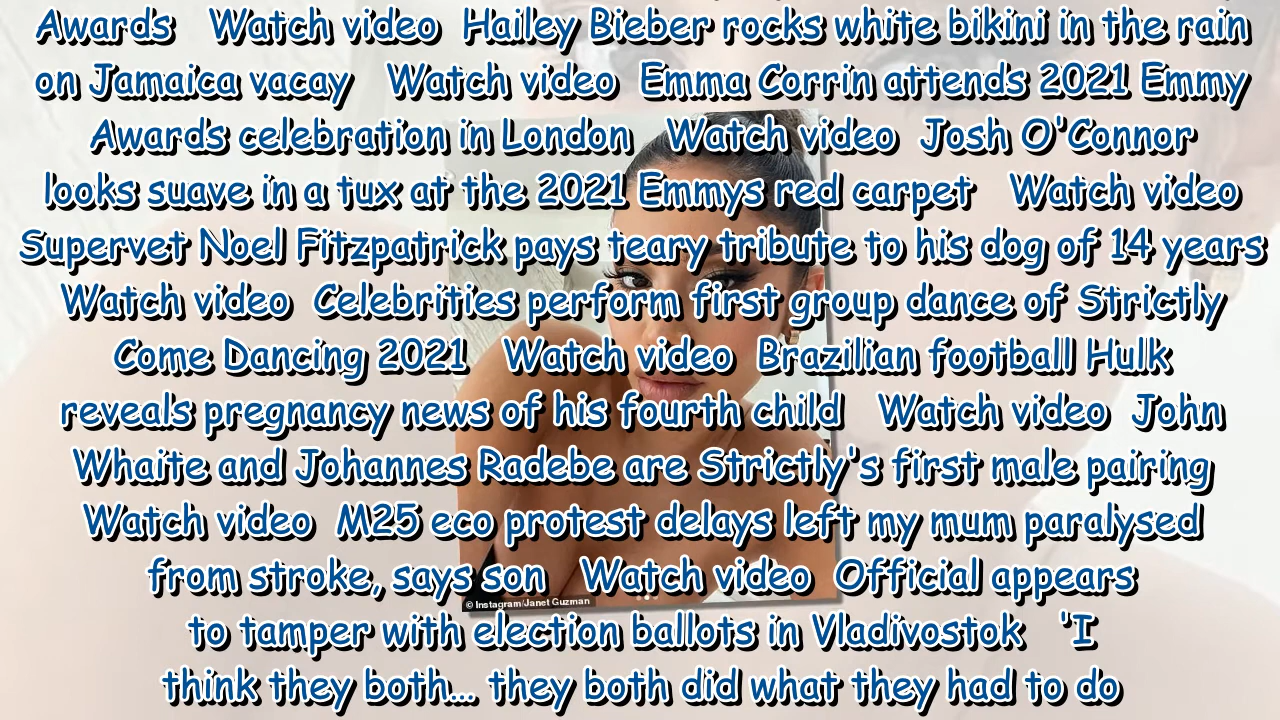 Awards Watch video Hailey Bieber rocks white bikini in the rain
on Jamaica vacay Watch video Emma Corrin attends 2021 Emmy
Awards celebration in London Watch video Josh O'Connor
looks suave in a tux at the 2021 Emmys red carpet Watch video
Supervet Noel Fitzpatrick pays teary tribute to his dog of 14 years
Watch video Celebrities perform first group dance of Strictly
Come Dancing 2021 Watch video Brazilian football Hulk
reveals pregnancy news of his fourth child Watch video John
Whaite and Johannes Radebe are Strictly's first male pairing
Watch video M25 eco protest delays left my mum paralysed
from stroke, says son Watch video Official appears
© Instagram/Janet Guzman
to tamper with election ballots in Vladivostok 'I
think they both... they both did what they had to do